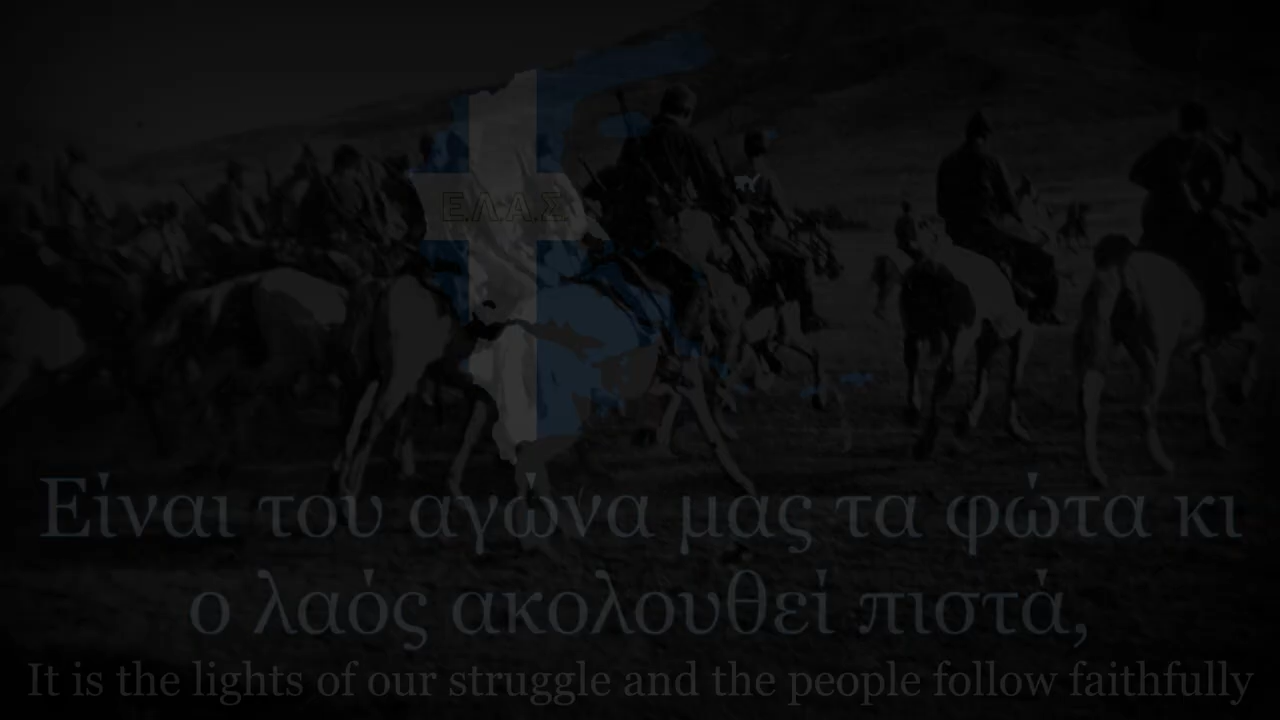 Ε.Λ.Α.Σ.
Είναι του αγώνα μας τα φώτα κι
ο λαός ακολουθεί πιστά,
It is the lights of our struggle and the people follow faithfully